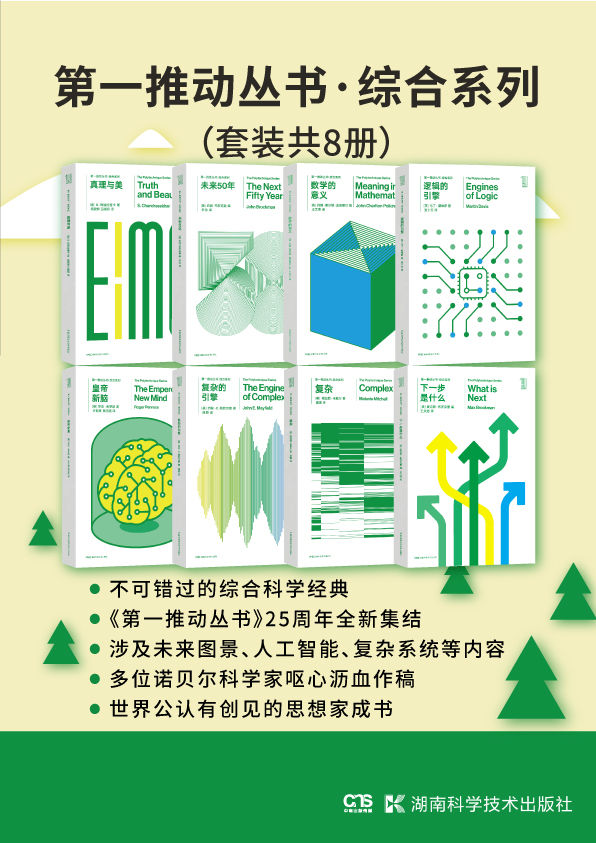 第一推动丛书·综合系列
（套装共8册）
真理与美
Truth
and Beau
S. Chandrasekhar
未来50年
The Next
Fifty Year
John Brockman
数学的
意义
Meaning in
Mathemat
John Charlton Polkin
逻辑的
引擎
Engines
of Logic
Martin Davis
EiMU
皇帝
新脑
The Empero
New Mind
Roger Penrose
复杂的
引擎
The Engine
of Complex
John E. Mayfield
复杂
Complex
Melanie Mitchell
下一步
是什么
What is
Next
Max Brockman
不可错过的综合科学经典
《第一推动丛书》25周年全新集结
涉及未来图景、人工智能、复杂系统等内容
多位诺贝尔科学家呕心沥血作稿
世界公认有创见的思想家成书
中南出版传媒
湖南科学技术出版社